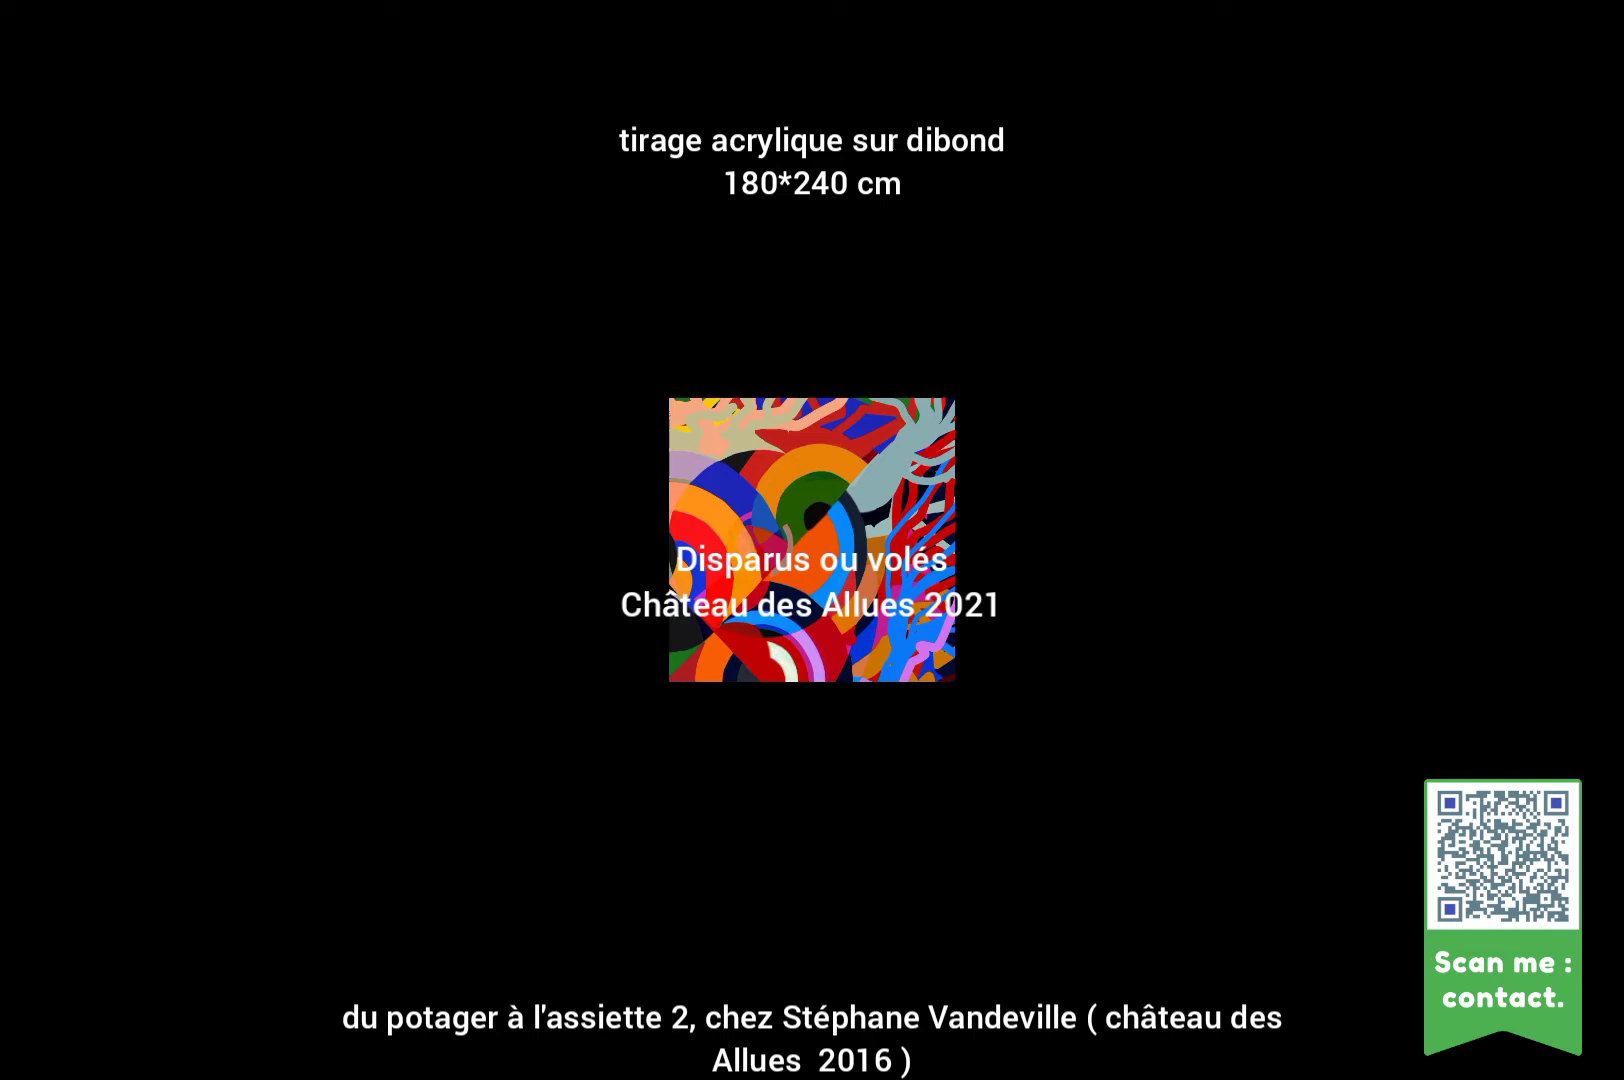 tirage acrylique sur dibond
180*240 cm
Disparus ou volés
Château des Allues 2021
Scan me :
contact.
du potager à l'assiette 2, chez Stéphane Vandeville ( château des
Allues  2016 )